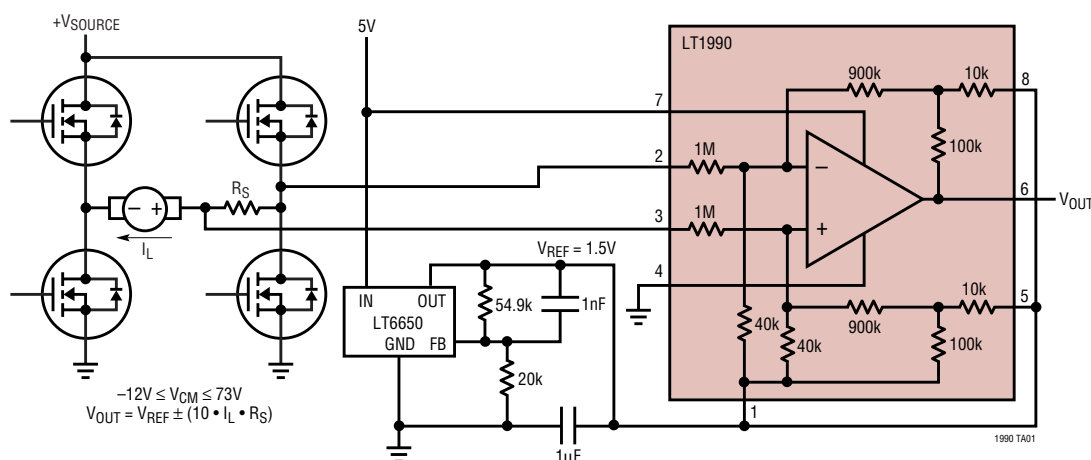 +VSOURCE
5V
LT1990
900k
10k
8
7
100k
1M
2
–
6
VOUT
RS
– +
IL
3
1M
+
VREF = 1.5V
4
10k
5
IN
OUT
54.9k
1nF
LT6650
GND
FB
40k
40k
900k
100k
20k
–12V ≤ VCM ≤ 73V
VOUT = VREF ± (10 • IL • RS)
1
1µF
1990 TA01